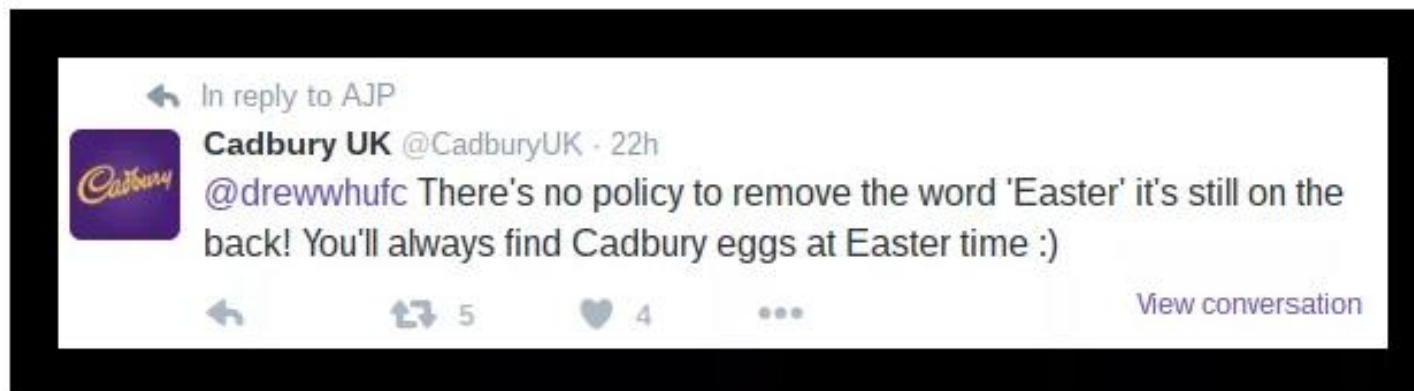 In reply to AJP
Cadbury
Cadbury UK @CadburyUK · 22h
@drewwhufc There's no policy to remove the word 'Easter' it's still on the
back! You'll always find Cadbury eggs at Easter time :)
5 4 View conversation